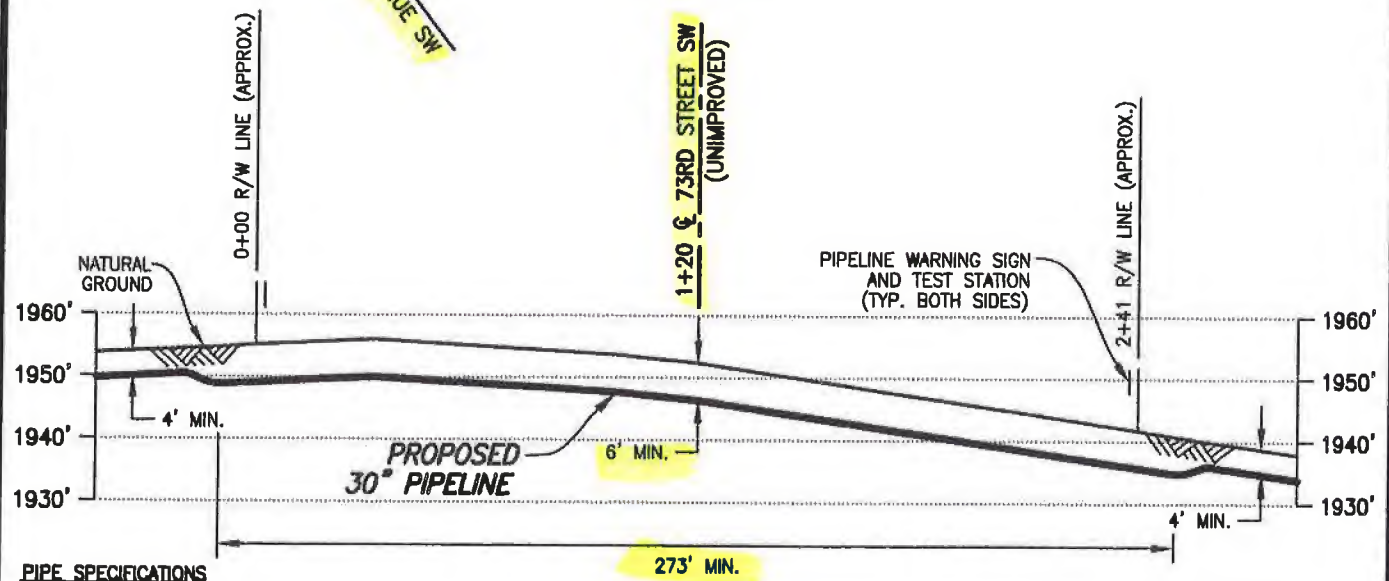 UE SW
0+00 R/W LINE (APPROX.)
1+20 ℄ 73RD STREET SW
(UNIMPROVED)
2+41 R/W LINE (APPROX.)
NATURAL
GROUND
PIPELINE WARNING SIGN
AND TEST STATION
(TYP. BOTH SIDES)
1960'
1960'
1950'
1950'
4' MIN.
1940'
1940'
PROPOSED
30" PIPELINE
6' MIN.
1930'
1930'
4' MIN.
273' MIN.
PIPE SPECIFICATIONS